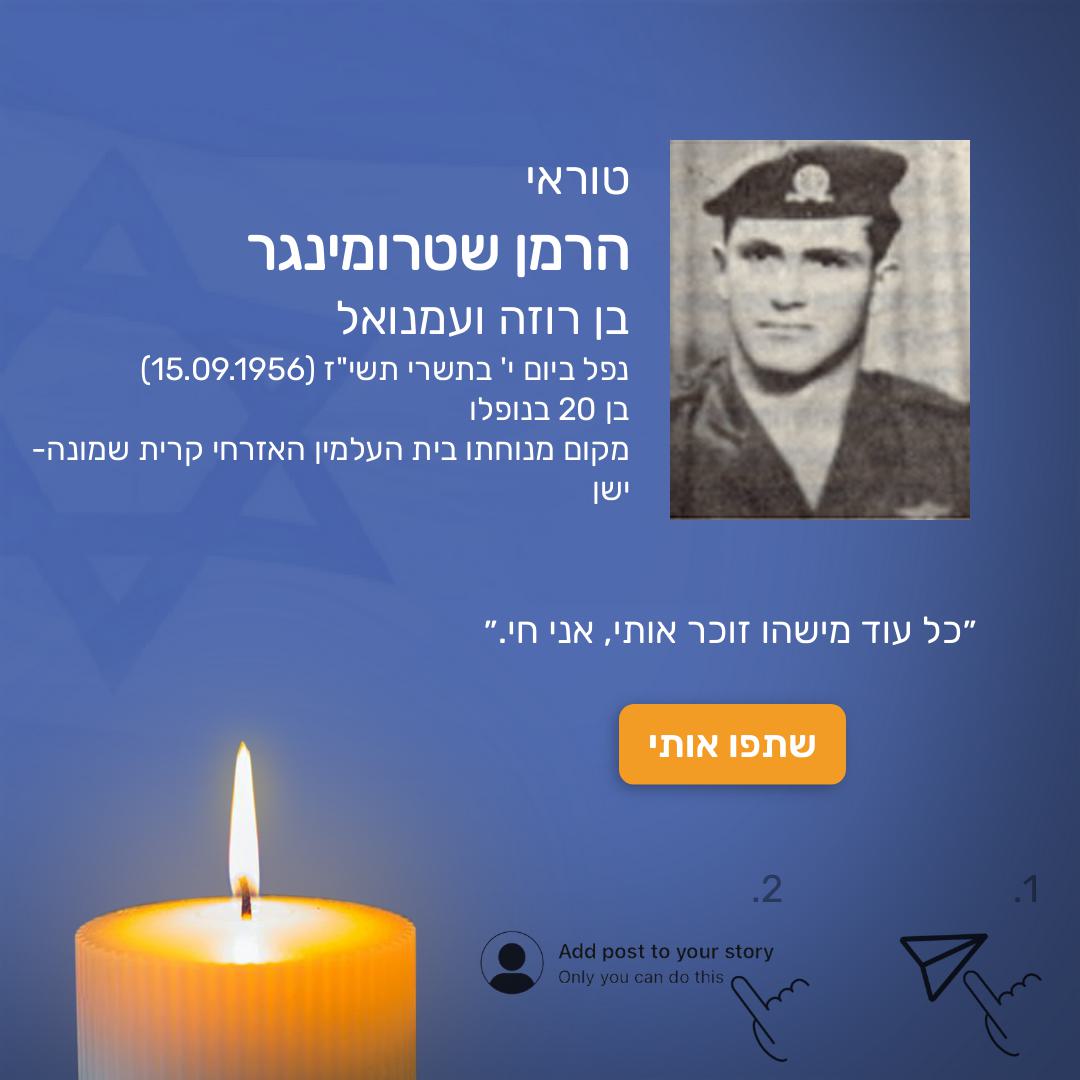 טוראי
הרמן שטרומינגר
בן רוזה ועמנואל
נפל ביום י' בתשרי תשי"ז (15.09.1956)
בן 20 בנופלו
מקום מנוחתו בית העלמין האזרחי קרית שמונה-
ישן
״כל עוד מישהו זוכר אותי, אני חי.״
שתפו אותי
1.
2.
Add post to your story
Only you can do this